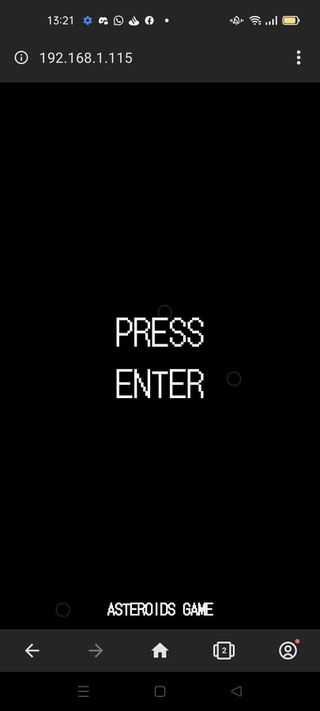 13:21
192.168.1.115
PRESS
ENTER
ASTEROIDS GAME
2